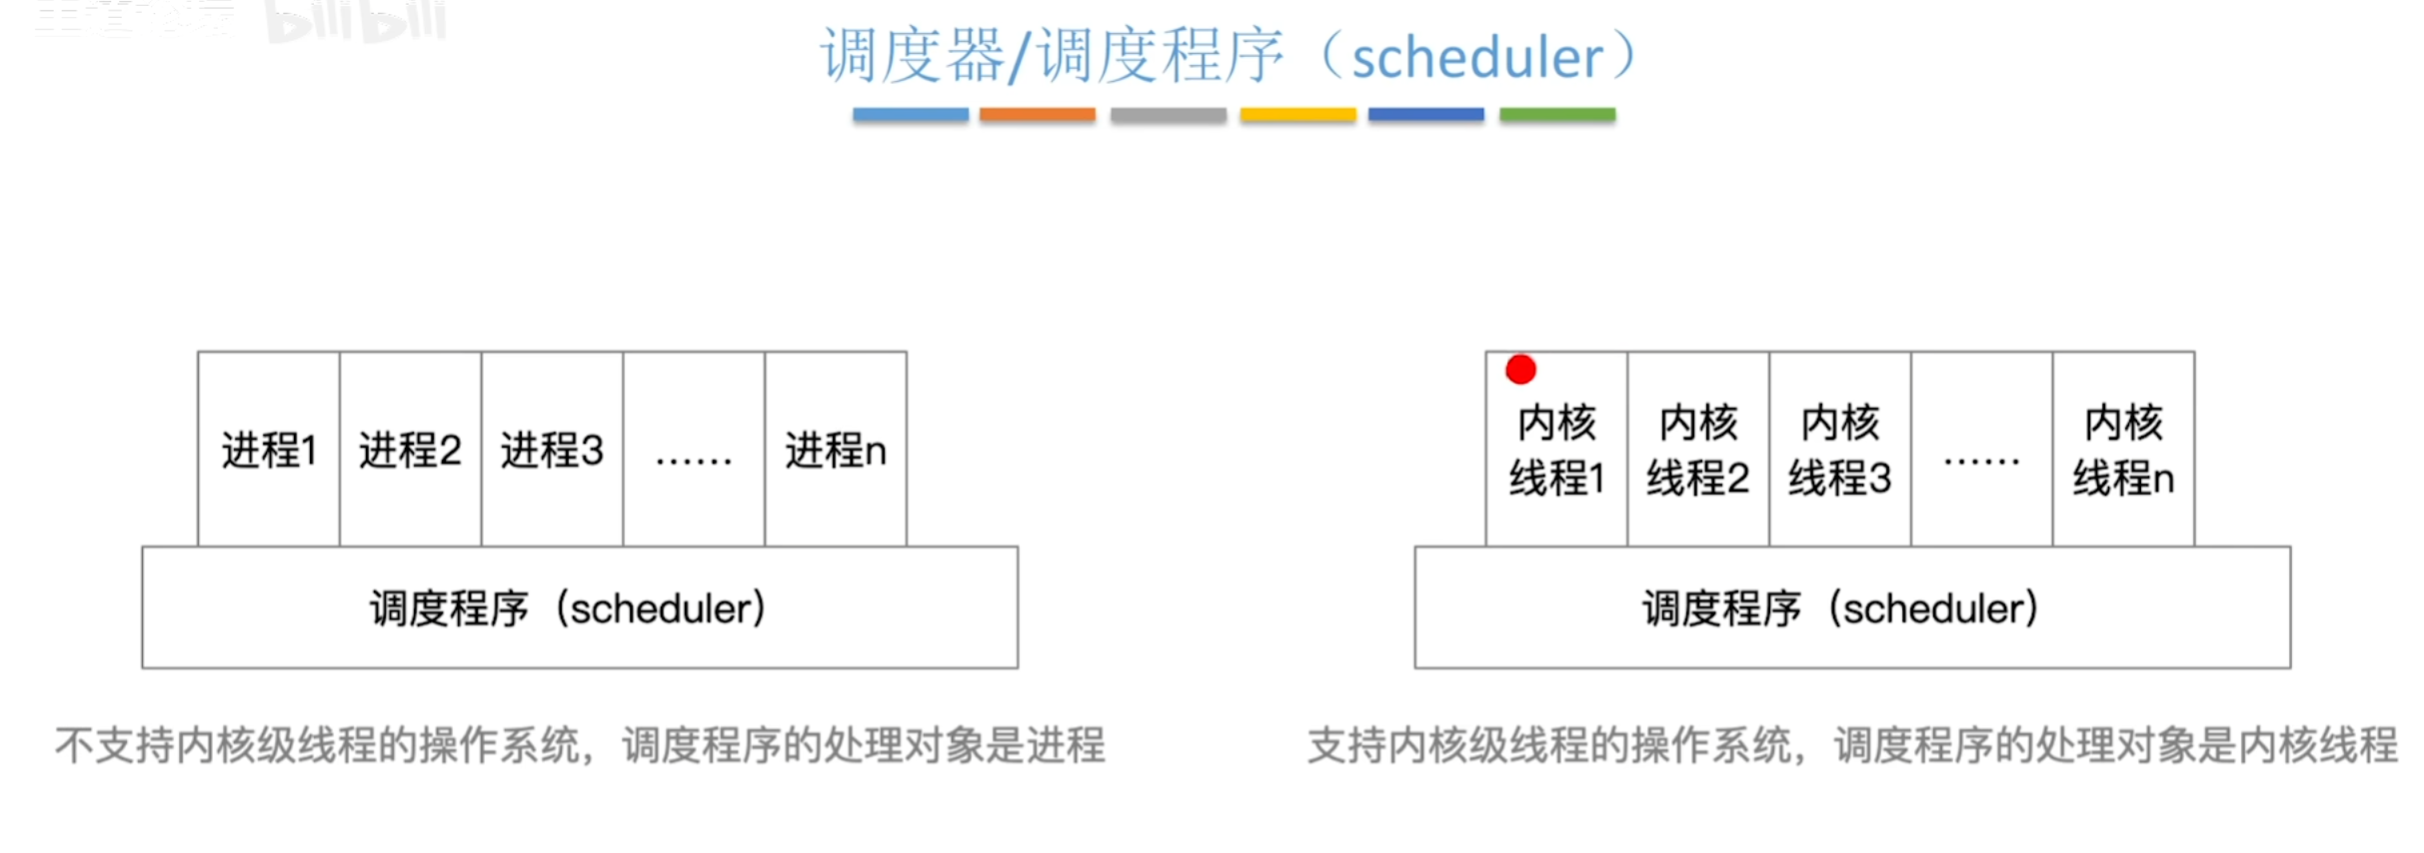 bilibili
调度器/调度程序（scheduler）
进程1 进程2 进程3 …… 进程n
调度程序（scheduler）
不支持内核级线程的操作系统，调度程序的处理对象是进程
内核 内核 内核 内核
线程1 线程2 线程3 …… 线程n
调度程序（scheduler）
支持内核级线程的操作系统，调度程序的处理对象是内核线程